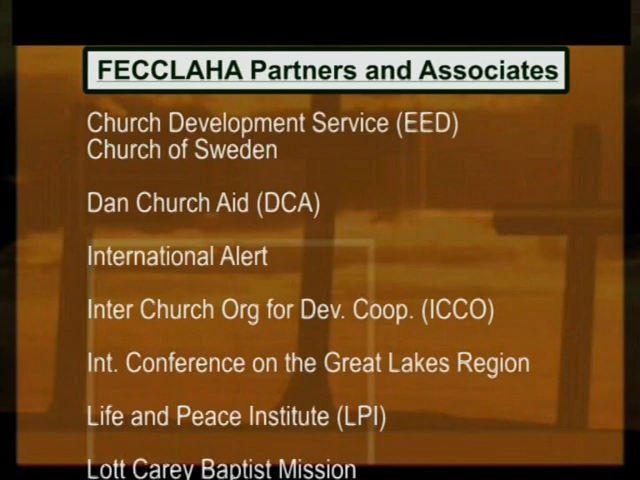 FECCLAHA Partners and Associates
Church Development Service (EED)
Church of Sweden
Dan Church Aid (DCA)
International Alert
Inter Church Org for Dev. Coop. (ICCO)
Int. Conference on the Great Lakes Region
Life and Peace Institute (LPI)
Lott Carey Baptist Mission